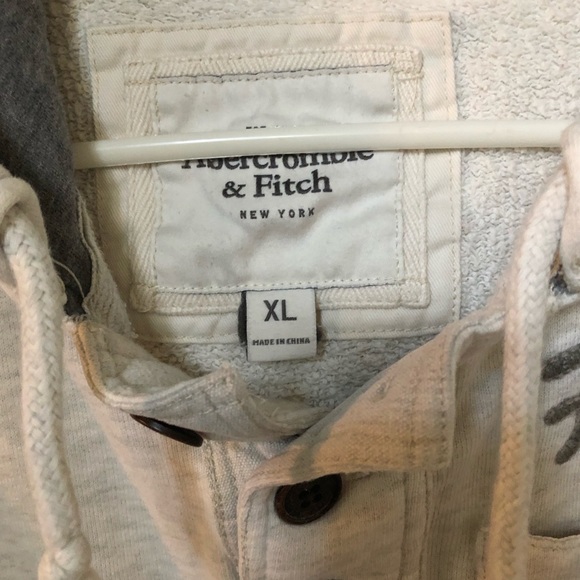 Abercrombie
& Fitch
NEW YORK
XL
MADE IN CHINA